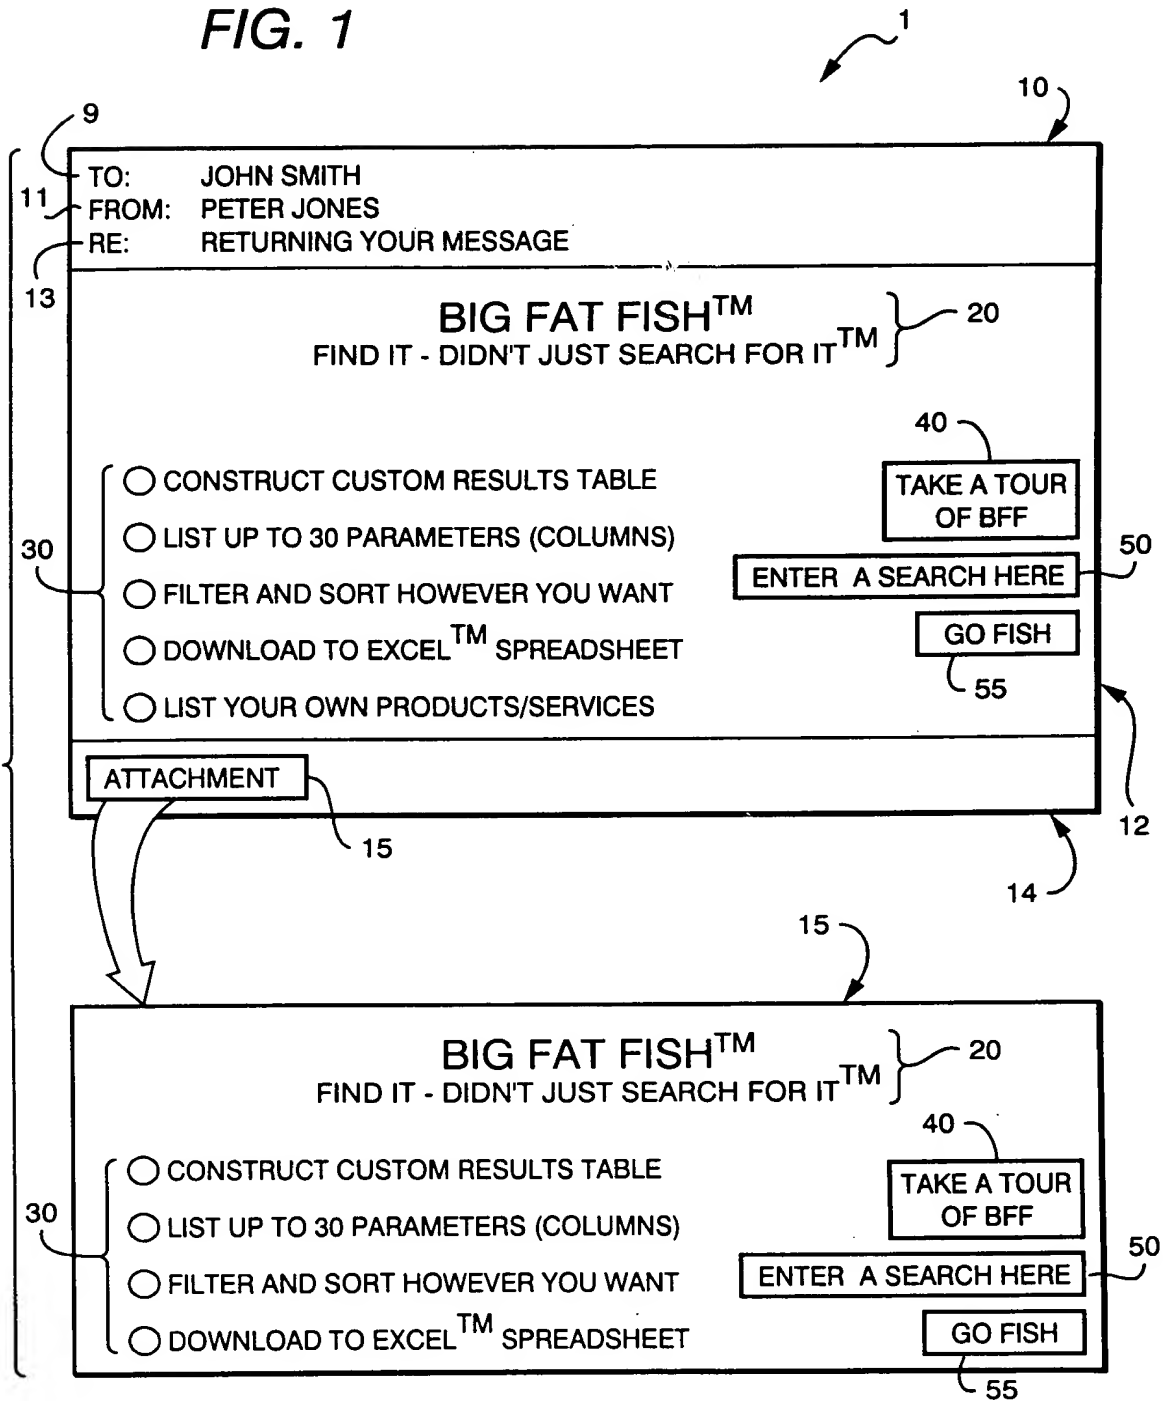 FIG. 1
1
10
9
TO: JOHN SMITH
11
FROM: PETER JONES
RE: RETURNING YOUR MESSAGE
13
BIG FAT FISH™
20
FIND IT - DIDN'T JUST SEARCH FOR IT™
40
CONSTRUCT CUSTOM RESULTS TABLE
TAKE A TOUR
OF BFF
LIST UP TO 30 PARAMETERS (COLUMNS)
30
50
ENTER A SEARCH HERE
FILTER AND SORT HOWEVER YOU WANT
GO FISH
DOWNLOAD TO EXCEL™ SPREADSHEET
55
LIST YOUR OWN PRODUCTS/SERVICES
ATTACHMENT
12
15
14
15
BIG FAT FISH™
20
FIND IT - DIDN'T JUST SEARCH FOR IT™
40
CONSTRUCT CUSTOM RESULTS TABLE
TAKE A TOUR
OF BFF
30
LIST UP TO 30 PARAMETERS (COLUMNS)
50
ENTER A SEARCH HERE
FILTER AND SORT HOWEVER YOU WANT
GO FISH
DOWNLOAD TO EXCEL™ SPREADSHEET
55